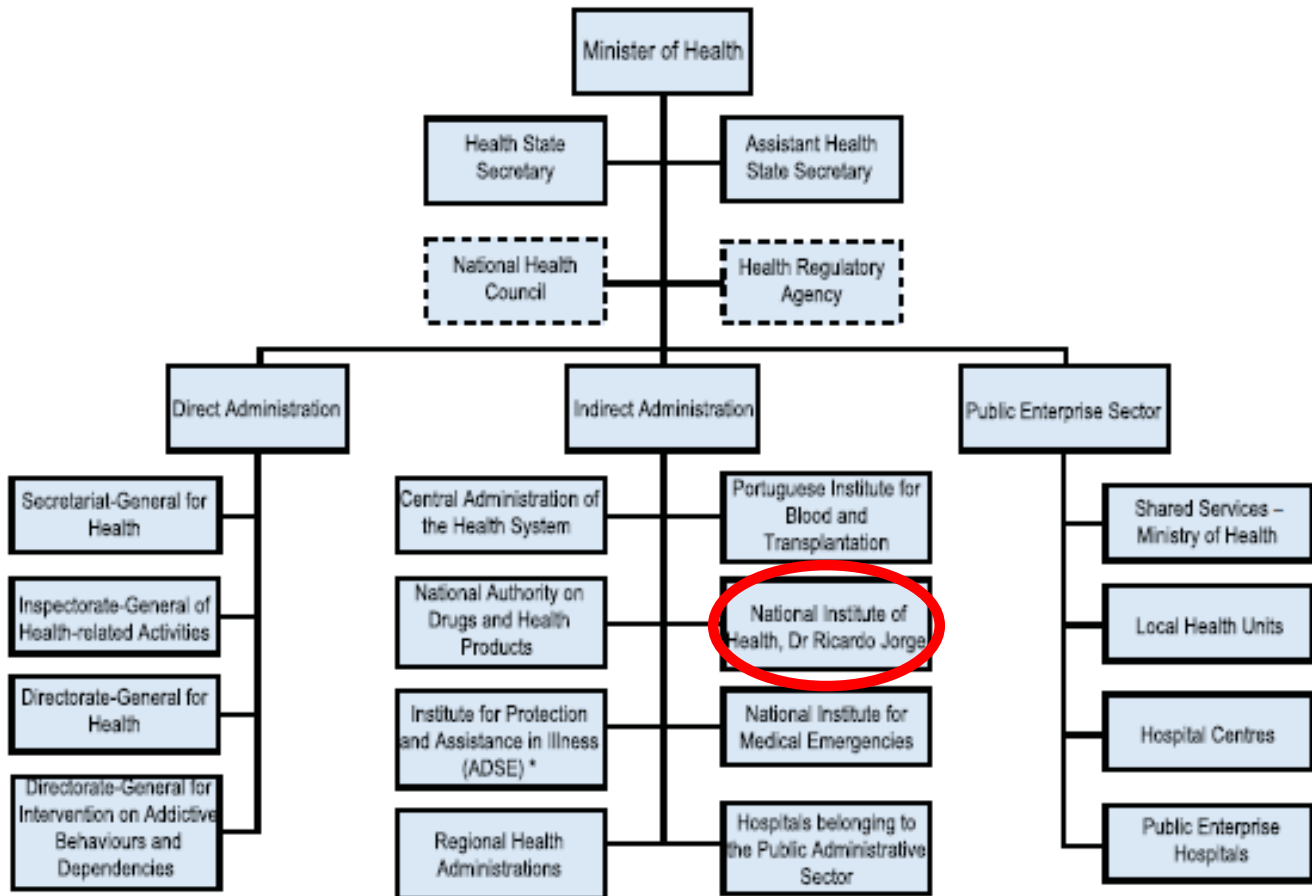 Minister of Health
Health State
Secretary
Assistant Health
State Secretary
National Health
Council
Health Regulatory
Agency
Direct Administration
Indirect Administration
Public Enterprise Sector
Secretariat-General for
Health
Inspectorate-General of
Health-related Activities
Directorate-General for
Health
Directorate-General for
Intervention on Addictive
Behaviours and
Dependencies
Central Administration of
the Health System
National Authority on
Drugs and Health
Products
Institute for Protection
and Assistance in Illness
(ADSE) *
Regional Health
Administrations
Portuguese Institute for
Blood and
Transplantation
National Institute of
Health, Dr Ricardo Jorge
National Institute for
Medical Emergencies
Hospitals belonging to
the Public Administrative
Sector
Shared Services –
Ministry of Health
Local Health Units
Hospital Centres
Public Enterprise
Hospitals